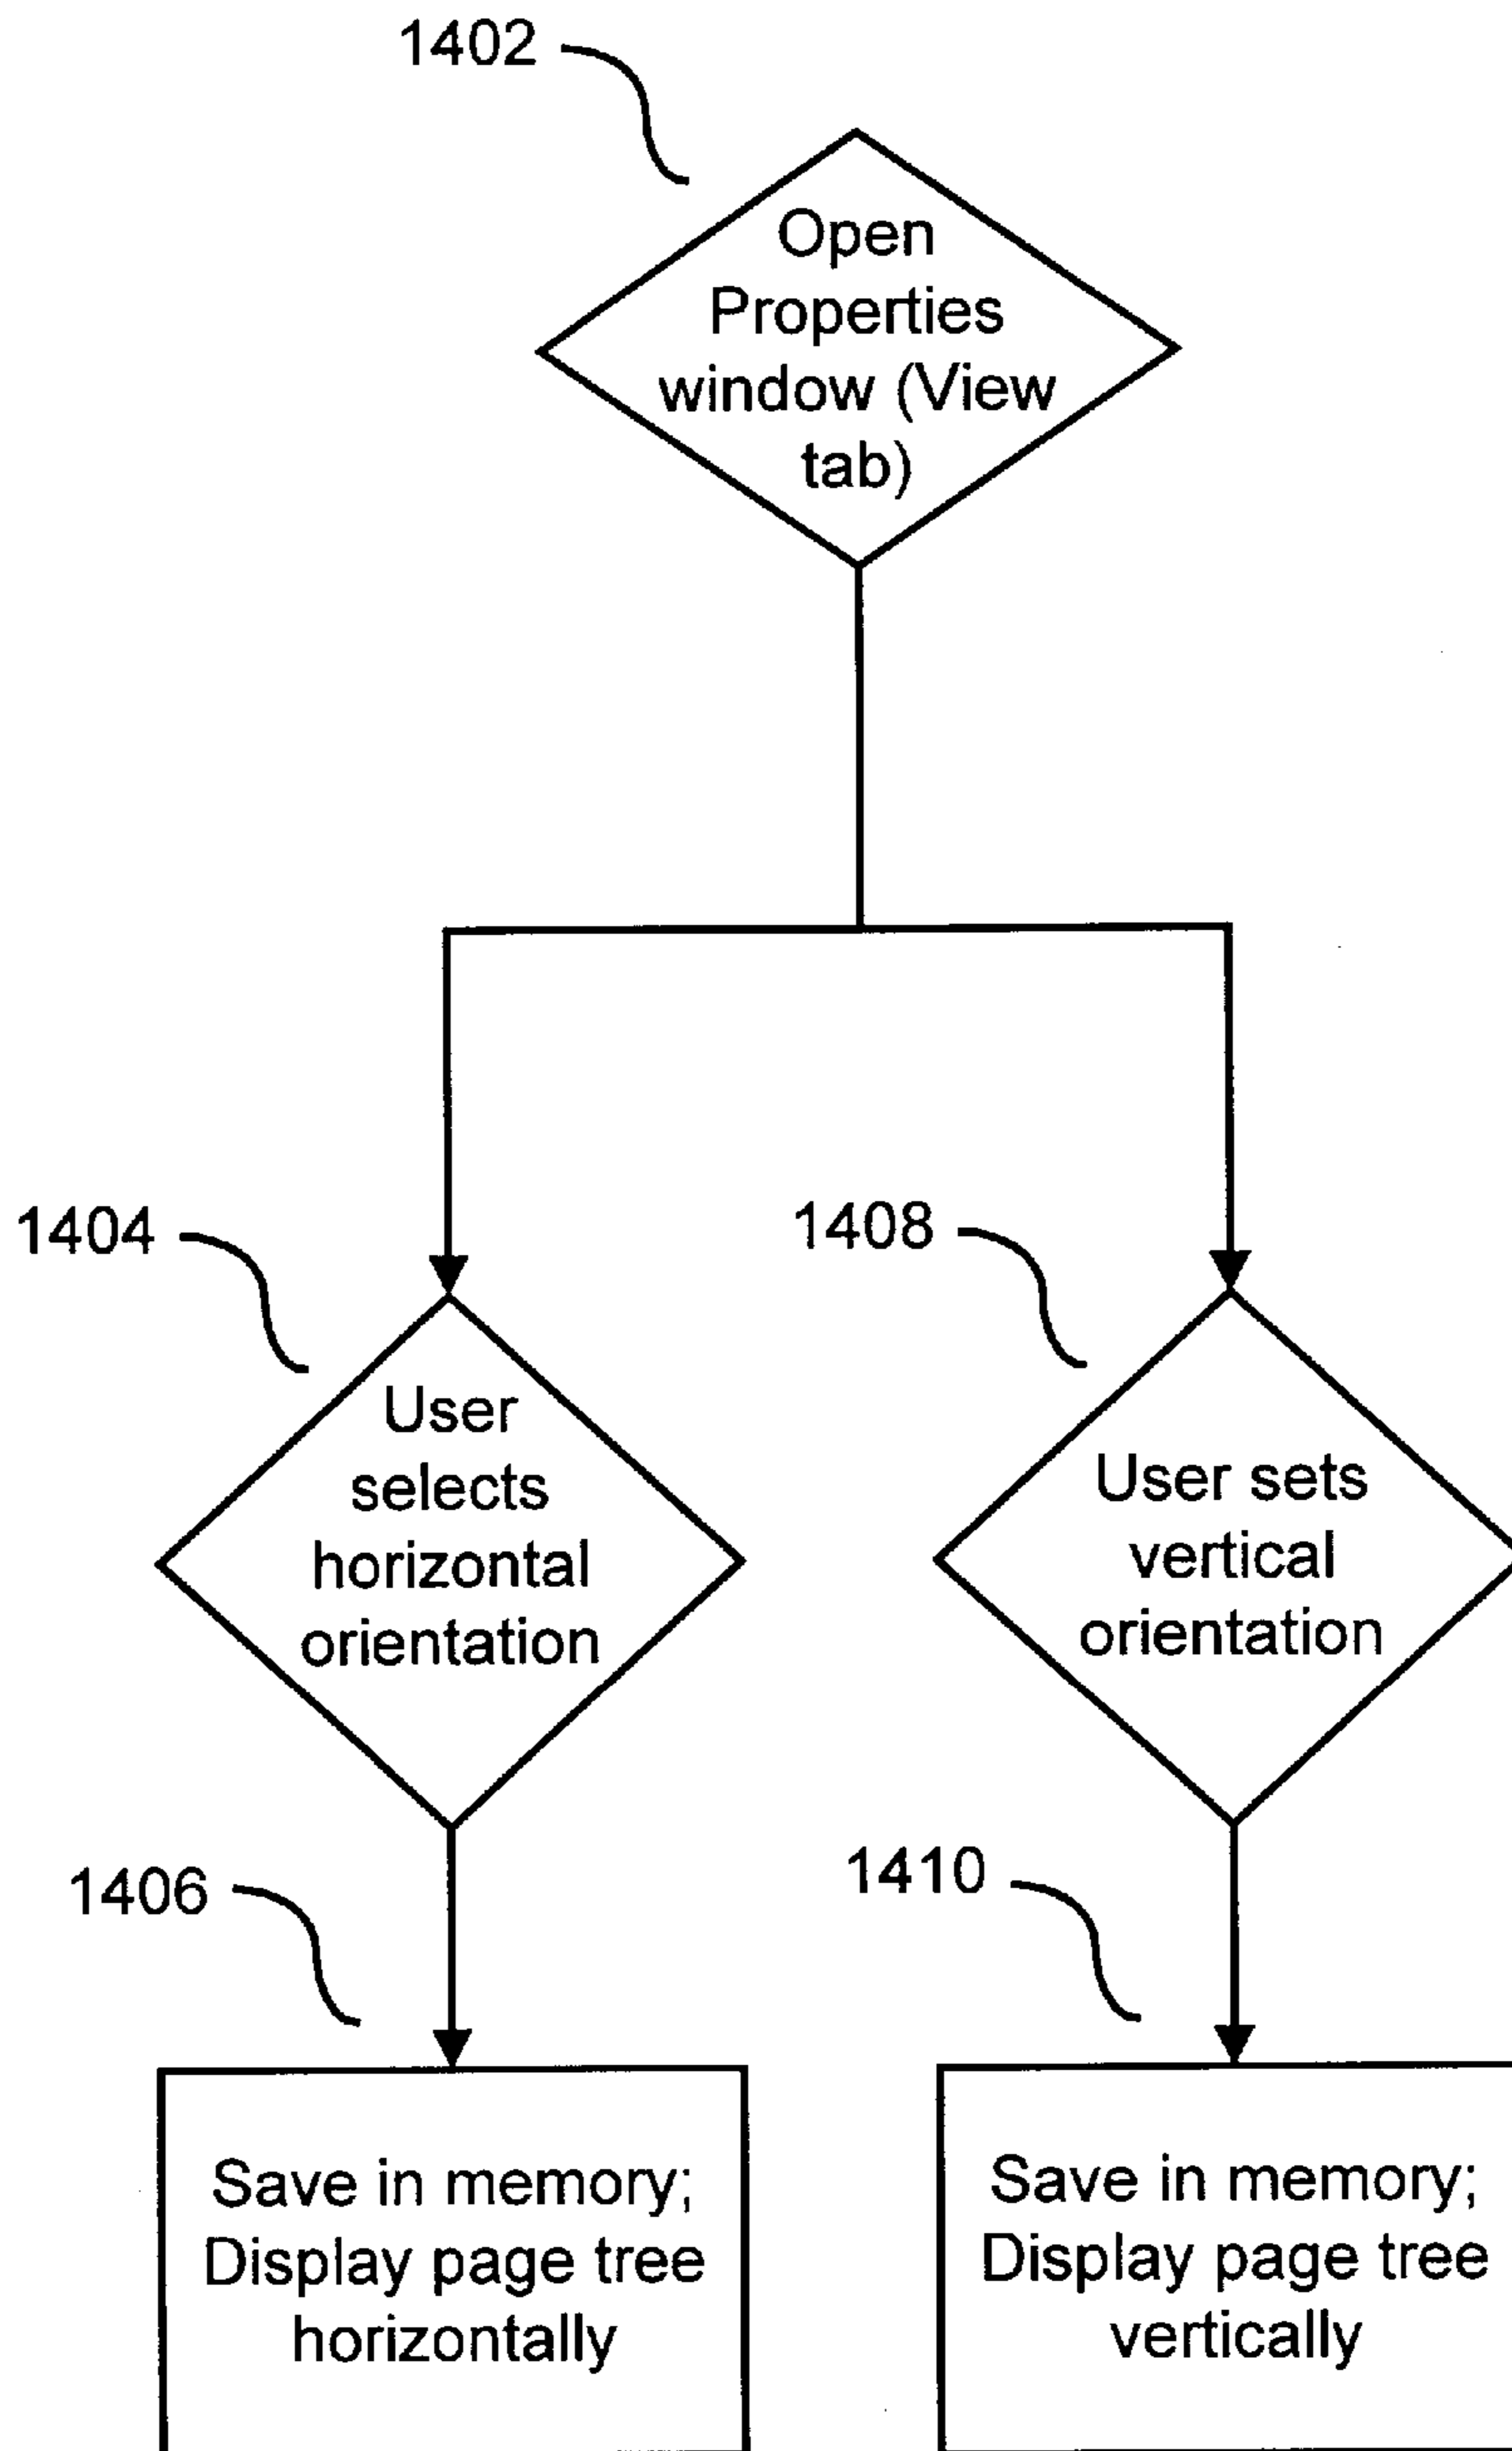 1402
Open
Properties
window (View
tab)
1404
User
selects
horizontal
orientation
1408
User sets
vertical
orientation
1406
Save in memory;
Display page tree
horizontally
1410
Save in memory;
Display page tree
vertically